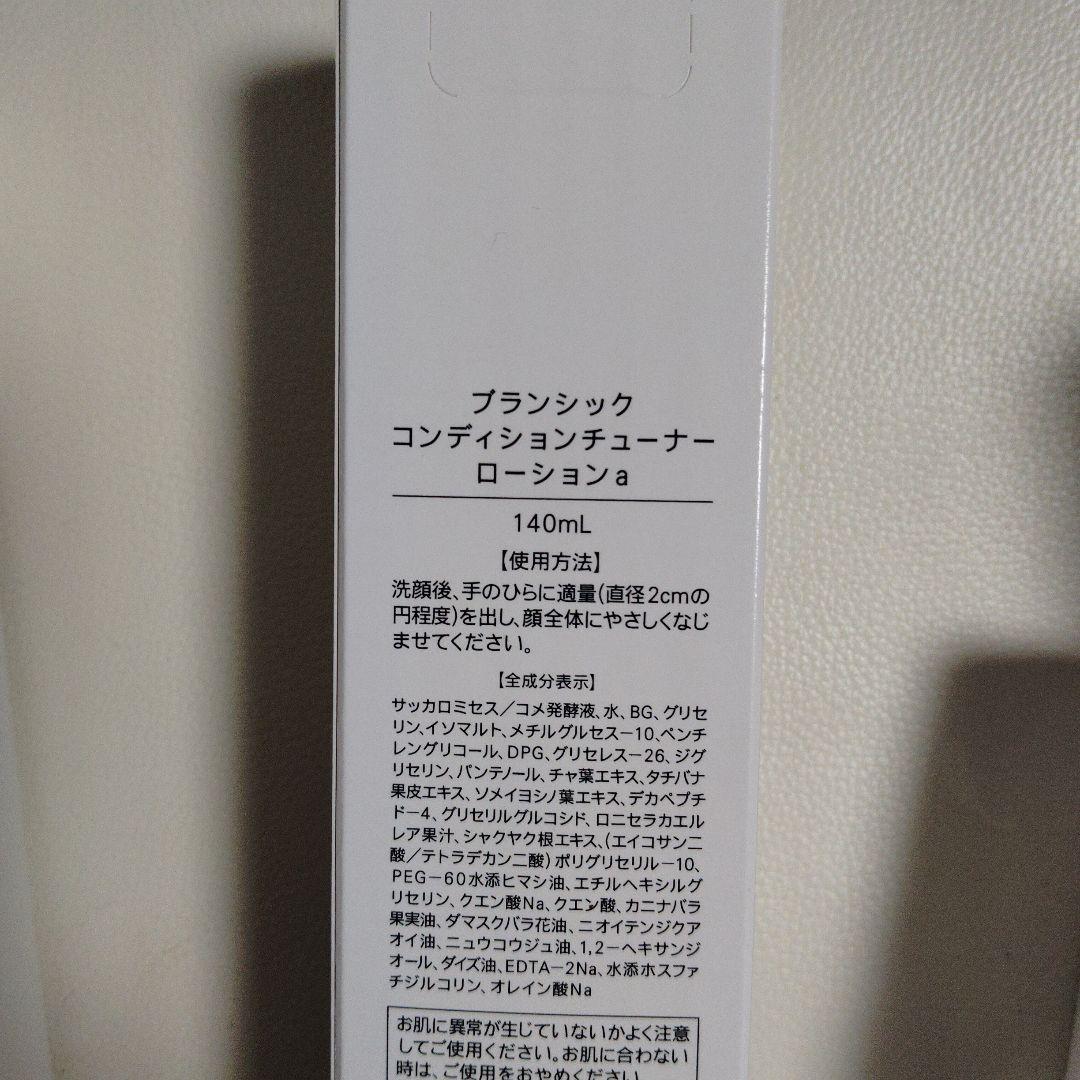 ブランシック
コンディションチューナー
ローションa
140mL
【使用方法】
洗顔後、手のひらに適量(直径2cmの
円程度)を出し、顔全体にやさしくなじ
ませてください。
【全成分表示】
サッカロミセス／コメ発酵液、水、BG、グリセ
リン、イソマルト、メチルグルセス－10、ペンチ
レングリコール、DPG、グリセレス－26、ジグ
リセリン、パンテノール、チャ葉エキス、タチバナ
果皮エキス、ソメイヨシノ葉エキス、デカペプチ
ド－4、グリセリルグルコシド、ロニセラカエル
レア果汁、シャクヤク根エキス、(エイコサン二
酸／テトラデカン二酸)ポリグリセリル－10、
PEG－60水添ヒマシ油、エチルヘキシルグ
リセリン、クエン酸Na、クエン酸、カニナバラ
果実油、ダマスクバラ花油、ニオイテンジクア
オイ油、ニュウコウジュ油、1,2－ヘキサンジ
オール、ダイズ油、EDTA－2Na、水添ホスファ
チジルコリン、オレイン酸Na
お肌に異常が生じていないかよく注意
してご使用ください。お肌に合わない
時は、ご使用をおやめください